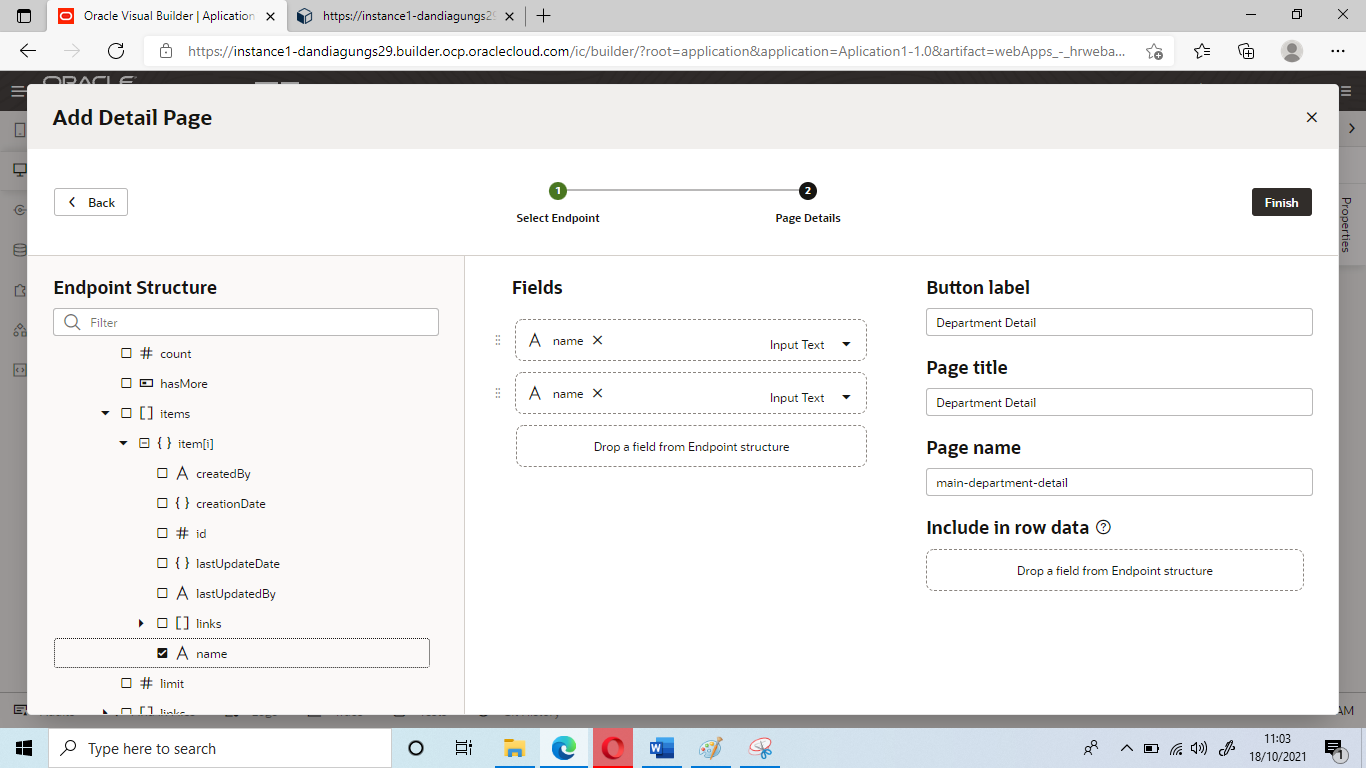 Oracle Visual Builder | Aplication
https://instance1-dandiagungs29
https://instance1-dandiagungs29.builder.ocp.oraclecloud.com/ic/builder/?root=application&application=Aplication1-1.0&artifact=webApps_-_hrweba...
ORACLE
Add Detail Page
Back
1
2
Select Endpoint
Page Details
Finish
Properties
Endpoint Structure
Filter
# count
hasMore
[ ] items
{ } item[i]
A createdBy
{ } creationDate
# id
{ } lastUpdateDate
A lastUpdatedBy
[ ] links
A name
# limit
[ ] links
Fields
A name Input Text
A name Input Text
Drop a field from Endpoint structure
Button label
Department Detail
Page title
Department Detail
Page name
main-department-detail
Include in row data
Drop a field from Endpoint structure
AM
Type here to search
11:03
18/10/2021
1